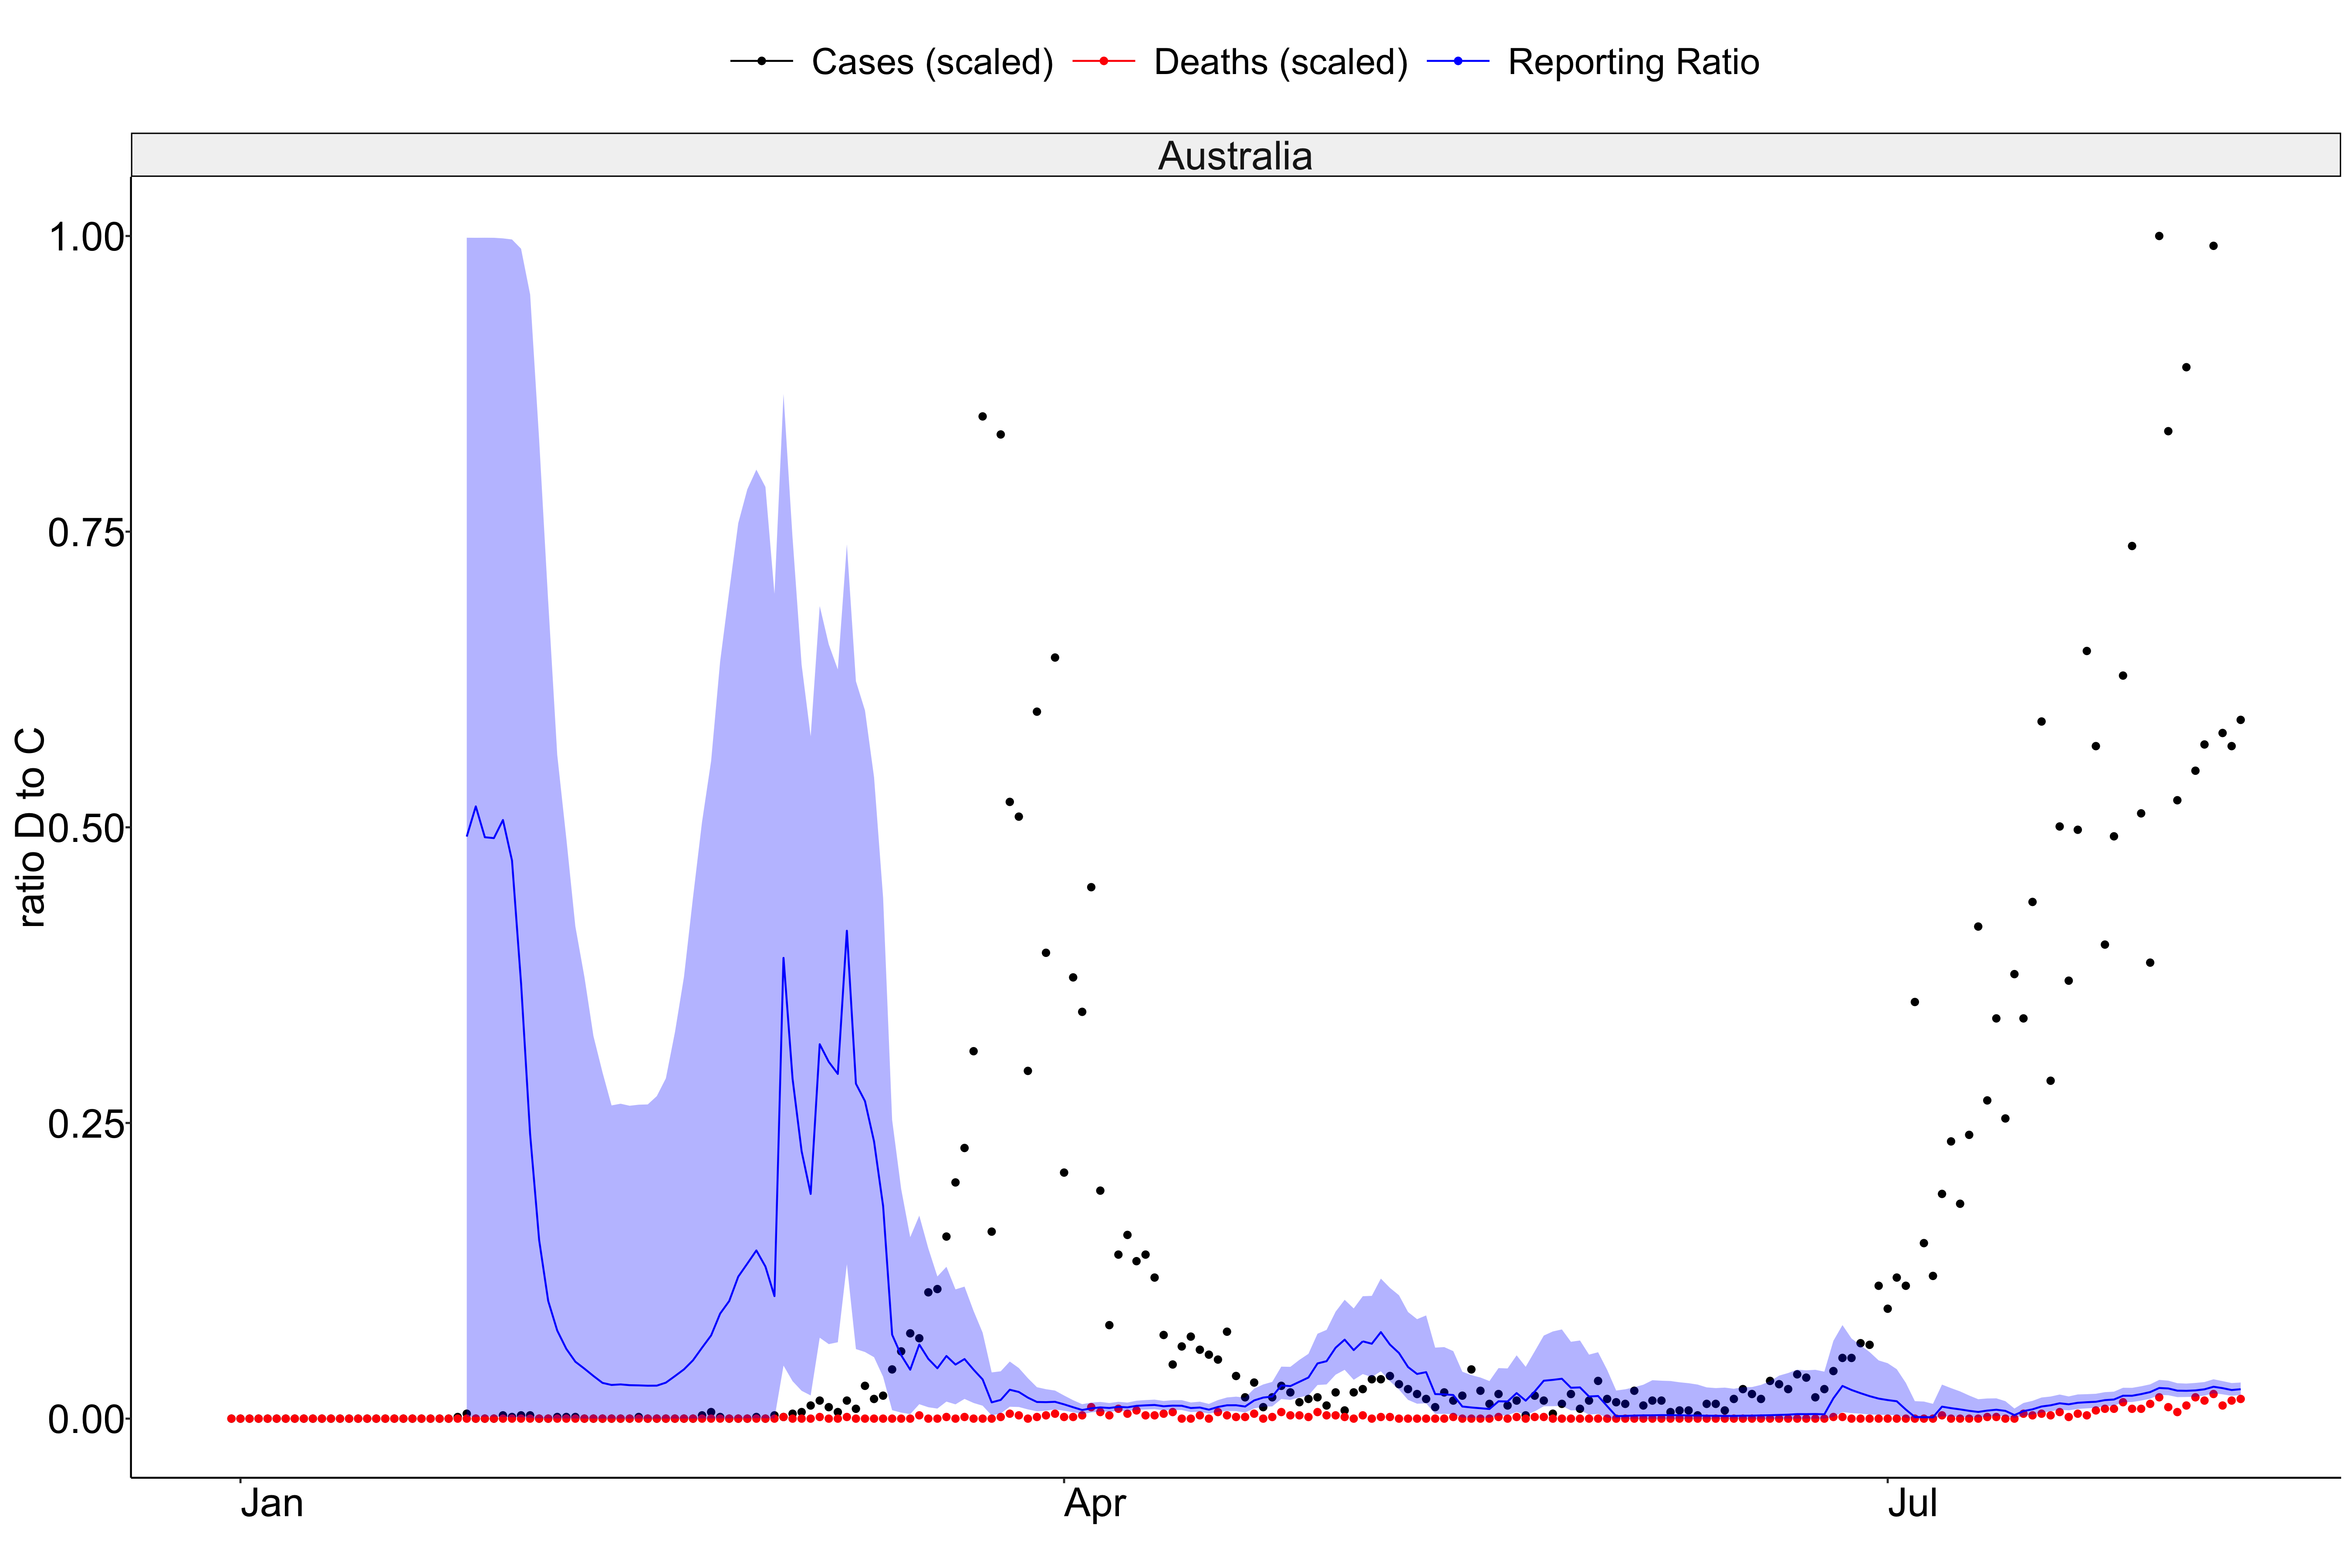 Cases (scaled) Deaths (scaled) Reporting Ratio
Australia
1.00
0.75
0.50
0.25
0.00
ratio D to C
Jan Apr Jul